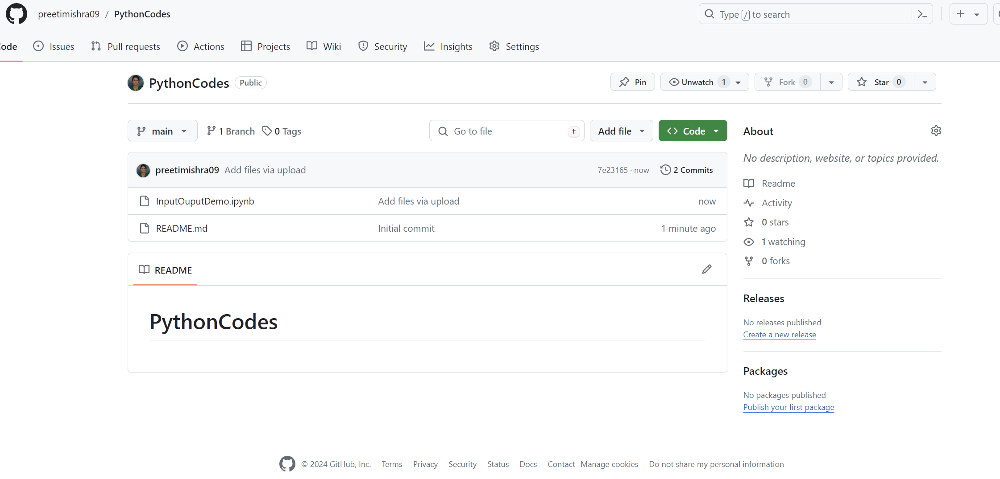 preetimishra09 / PythonCodes
Type / to search
ode Issues Pull requests Actions Projects Wiki Security Insights Settings
PythonCodes Public
Pin Unwatch 1 Fork 0 Star 0
main 1 Branch 0 Tags Go to file t Add file Code
preetimishra09 Add files via upload 7e23165 · now 2 Commits
InputOuputDemo.ipynb Add files via upload now
README.md Initial commit 1 minute ago
README
PythonCodes
About
No description, website, or topics provided.
Readme
Activity
0 stars
1 watching
0 forks
Releases
No releases published
Create a new release
Packages
No packages published
Publish your first package
© 2024 GitHub, Inc. Terms Privacy Security Status Docs Contact Manage cookies Do not share my personal information